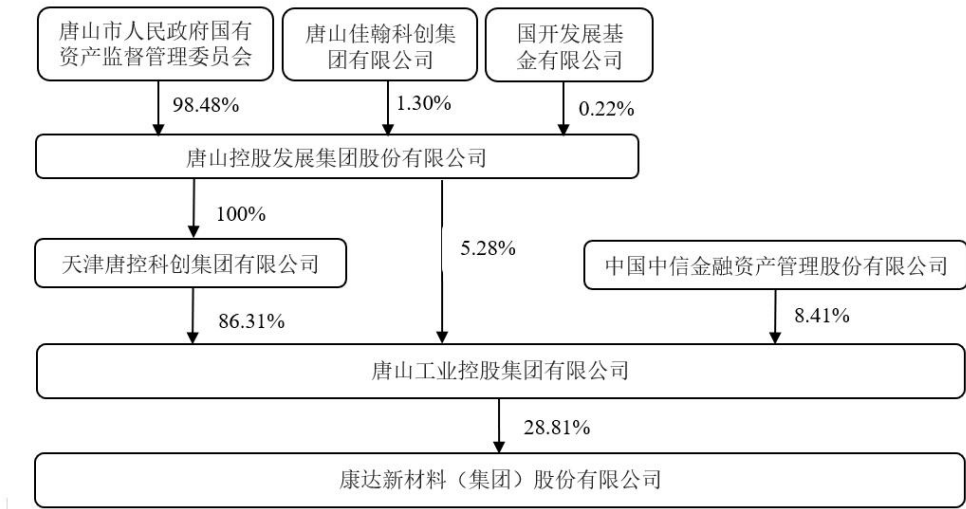 唐山市人民政府国有
资产监督管理委员会
唐山佳翰科创集
团有限公司
国开发展基
金有限公司
98.48%
1.30%
0.22%
唐山控股发展集团股份有限公司
100%
5.28%
天津唐控科创集团有限公司
中国中信金融资产管理股份有限公司
86.31%
8.41%
唐山工业控股集团有限公司
28.81%
康达新材料（集团）股份有限公司